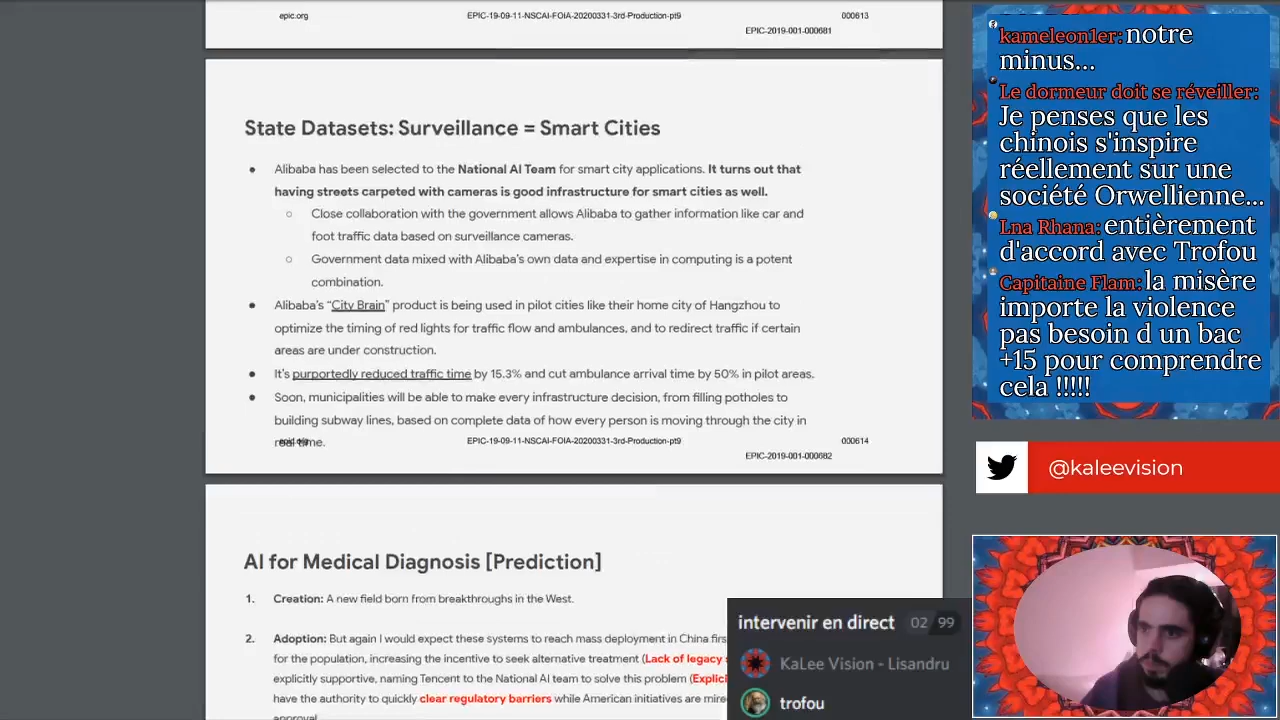 epic.org EPIC-19-09-11-NSCAI-FOIA-20200331-3rd-Production-pt9 000613
EPIC-2019-001-000681
State Datasets: Surveillance = Smart Cities
● Alibaba has been selected to the National AI Team for smart city applications. It turns out that
having streets carpeted with cameras is good infrastructure for smart cities as well.
○ Close collaboration with the government allows Alibaba to gather information like car and
foot traffic data based on surveillance cameras.
○ Government data mixed with Alibaba's own data and expertise in computing is a potent
combination.
● Alibaba's “City Brain” product is being used in pilot cities like their home city of Hangzhou to
optimize the timing of red lights for traffic flow and ambulances, and to redirect traffic if certain
areas are under construction.
● It's purportedly reduced traffic time by 15.3% and cut ambulance arrival time by 50% in pilot areas.
● Soon, municipalities will be able to make every infrastructure decision, from filling potholes to
building subway lines, based on complete data of how every person is moving through the city in
real time.
epic.org EPIC-19-09-11-NSCAI-FOIA-20200331-3rd-Production-pt9 000614
EPIC-2019-001-000682
AI for Medical Diagnosis [Prediction]
1. Creation: A new field born from breakthroughs in the West.
2. Adoption: But again I would expect these systems to reach mass deployment in China
for the population, increasing the incentive to seek alternative treatment (Lack of legacy
explicitly supportive, naming Tencent to the National AI team to solve this problem
have the authority to quickly clear regulatory barriers while American initiatives are
approval
kameleon1er: notre
minus...
Le dormeur doit se réveiller:
Je penses que les
chinois s'inspire
réellement sur une
société Orwellienne...
Lna Rhana: entièrement
d'accord avec Trofou
Capitaine Flam: la misère
importe la violence
pas besoin d un bac
+15 pour comprendre
cela !!!!!
@kaleevision
intervenir en direct 02 99
KaLee Vision - Lisandru
trofou